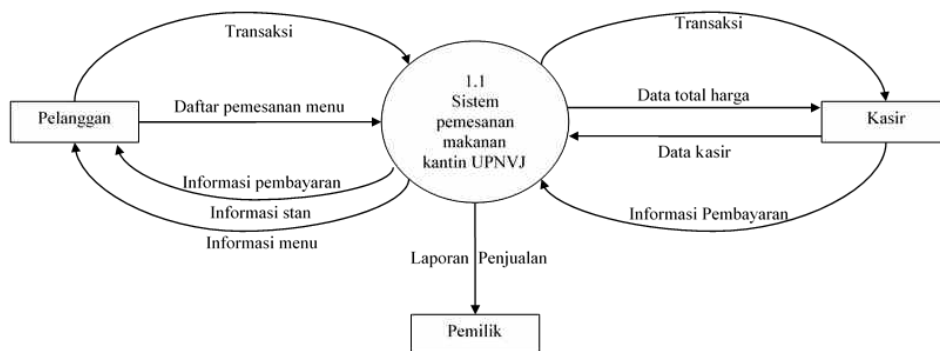 Transaksi
Transaksi
1.1
Sistem
pemesanan
makanan
kantin UPNVJ
Daftar pemesanan menu
Data total harga
Pelanggan
Kasir
Data kasir
Informasi pembayaran
Informasi stan
Informasi Pembayaran
Informasi menu
Laporan Penjualan
Pemilik